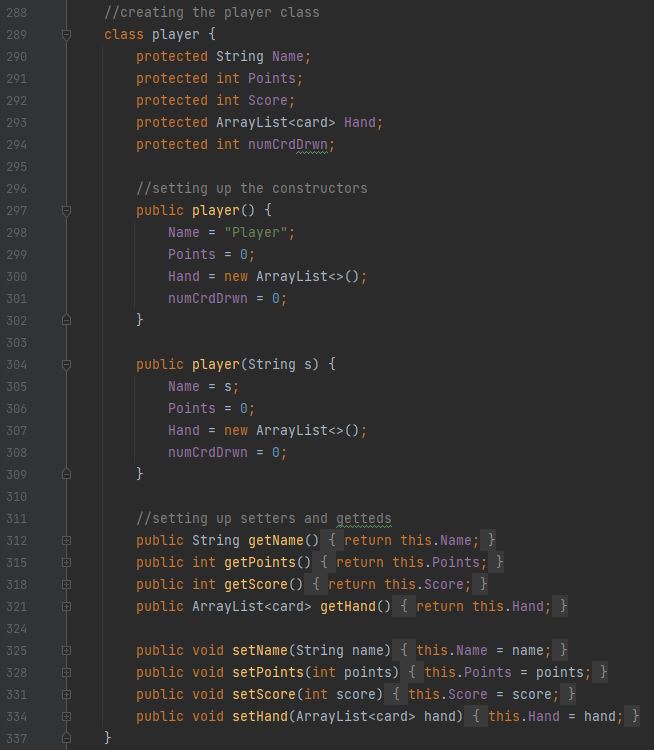 288 //creating the player class
289 class player {
290 protected String Name;
291 protected int Points;
292 protected int Score;
293 protected ArrayList<card> Hand;
294 protected int numCrdDrwn;
295
296 //setting up the constructors
297 public player() {
298 Name = "Player";
299 Points = 0;
300 Hand = new ArrayList<>();
301 numCrdDrwn = 0;
302 }
303
304 public player(String s) {
305 Name = s;
306 Points = 0;
307 Hand = new ArrayList<>();
308 numCrdDrwn = 0;
309 }
310
311 //setting up setters and getteds
312 public String getName() { return this.Name; }
315 public int getPoints() { return this.Points; }
318 public int getScore() { return this.Score; }
321 public ArrayList<card> getHand() { return this.Hand; }
324
325 public void setName(String name) { this.Name = name; }
328 public void setPoints(int points) { this.Points = points; }
331 public void setScore(int score) { this.Score = score; }
334 public void setHand(ArrayList<card> hand) { this.Hand = hand; }
337 }